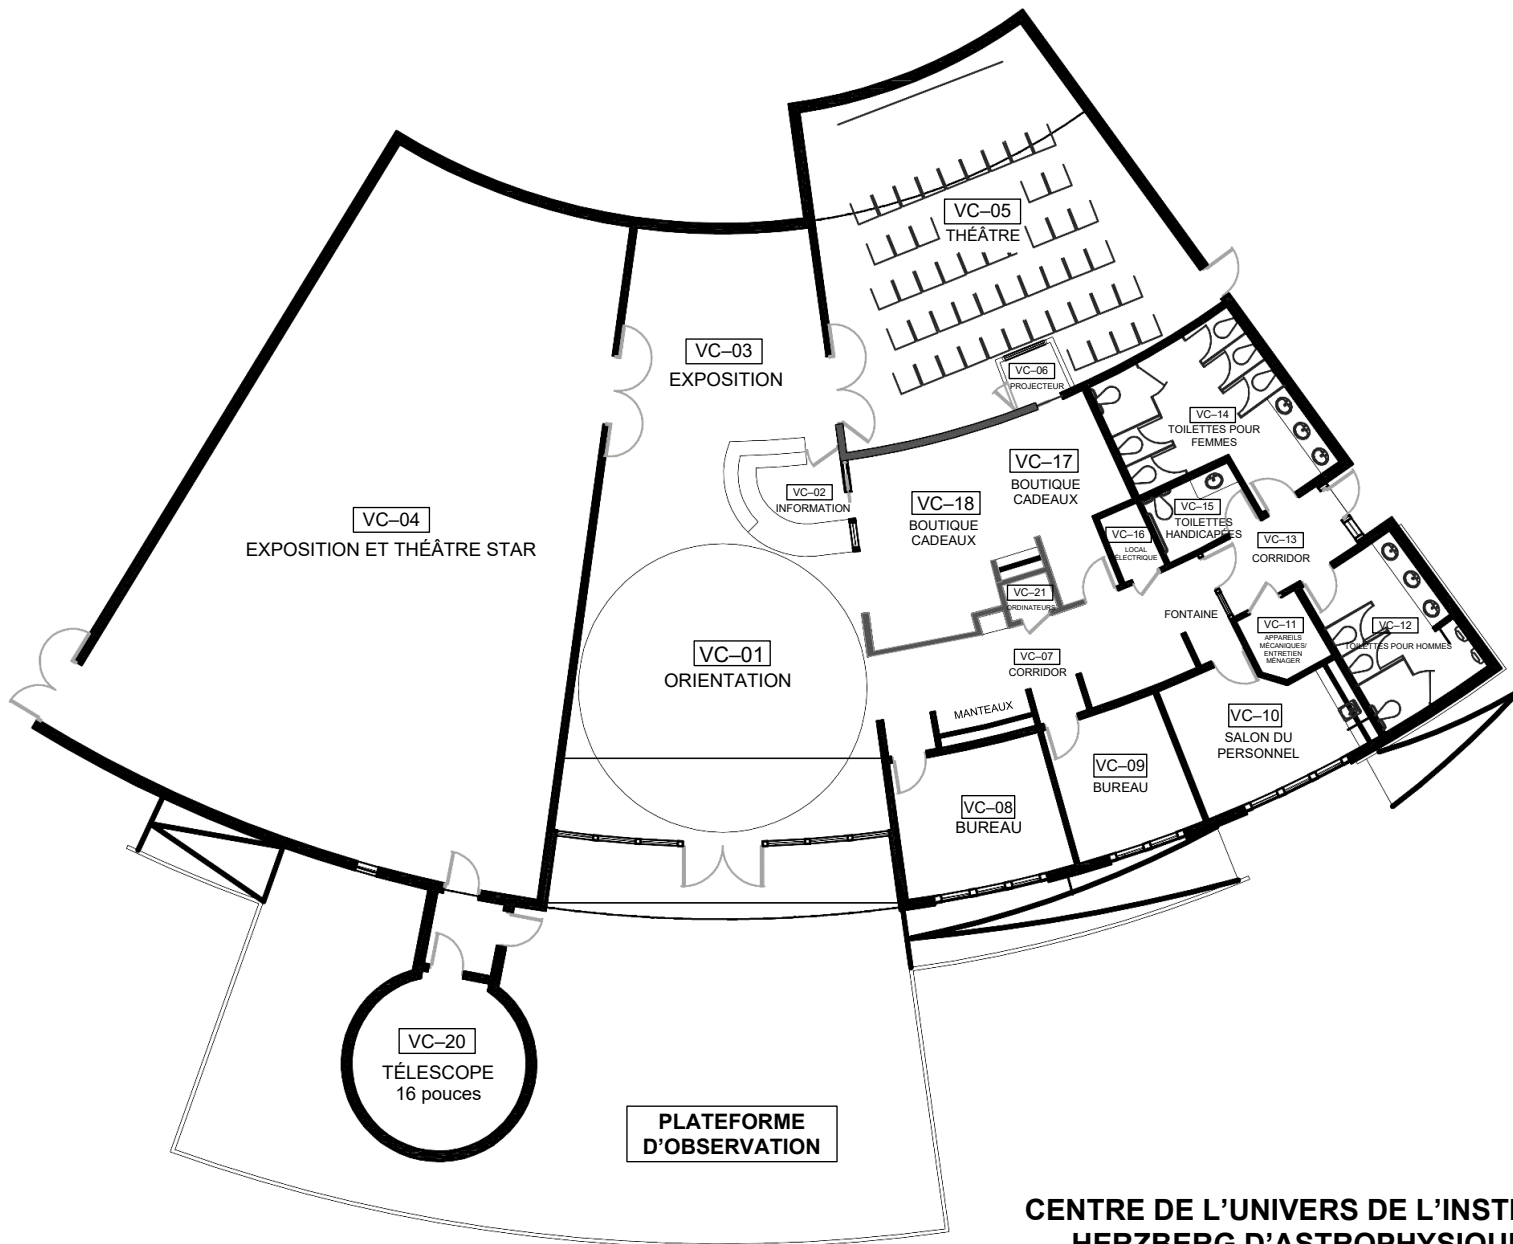 VC–05
THÉÂTRE
VC–03
EXPOSITION
VC–06
PROJECTEUR
VC–14
TOILETTES POUR
FEMMES
VC–17
BOUTIQUE
CADEAUX
VC–02
INFORMATION
VC–18
BOUTIQUE
CADEAUX
VC–04
EXPOSITION ET THÉÂTRE STAR
VC–15
TOILETTES
HANDICAPÉES
VC–16
LOCAL
ÉLECTRIQUE
VC–13
CORRIDOR
VC–21
ORDINATEURS
FONTAINE
VC–11
APPAREILS
MÉCANIQUES/
ENTRETIEN
MÉNAGER
VC–12
TOILETTES POUR HOMMES
VC–01
ORIENTATION
VC–07
CORRIDOR
MANTEAUX
VC–10
SALON DU
PERSONNEL
VC–09
BUREAU
VC–08
BUREAU
VC–20
TÉLESCOPE
16 pouces
PLATEFORME
D'OBSERVATION
CENTRE DE L'UNIVERS DE L'INSTI
HERZBERG D'ASTROPHYSIQU